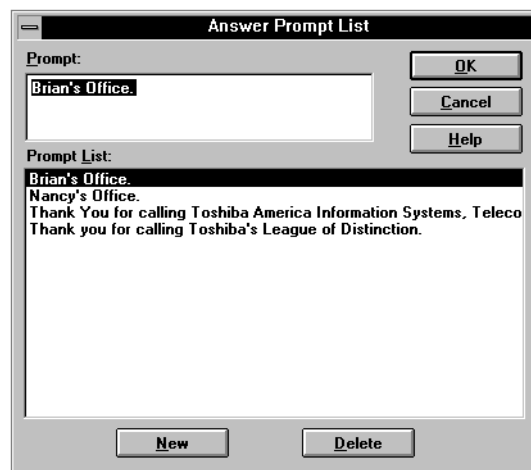 Answer Prompt List
Prompt:
Brian's Office.
OK
Cancel
Help
Prompt List:
Brian's Office.
Nancy's Office.
Thank You for calling Toshiba America Information Systems, Teleco
Thank you for calling Toshiba's League of Distinction.
New
Delete